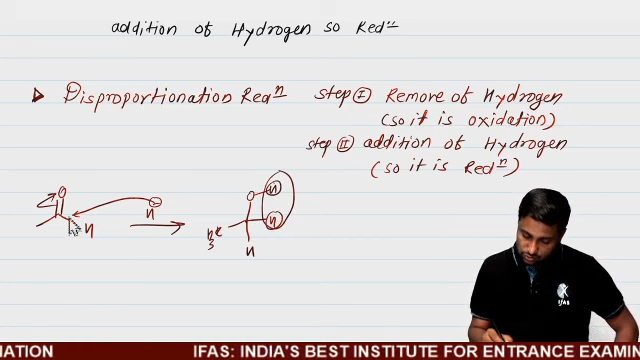 addition of Hydrogen so Redⁿ
Disproportionation Redⁿ
step I Remove of Hydrogen
(so it is oxidation)
step II addition of Hydrogen
(so it is Redⁿ)
O
H
H
O
H
H
H
IFAS
NATION IFAS: INDIA'S BEST INSTITUTE FOR ENTRANCE EXAMIN